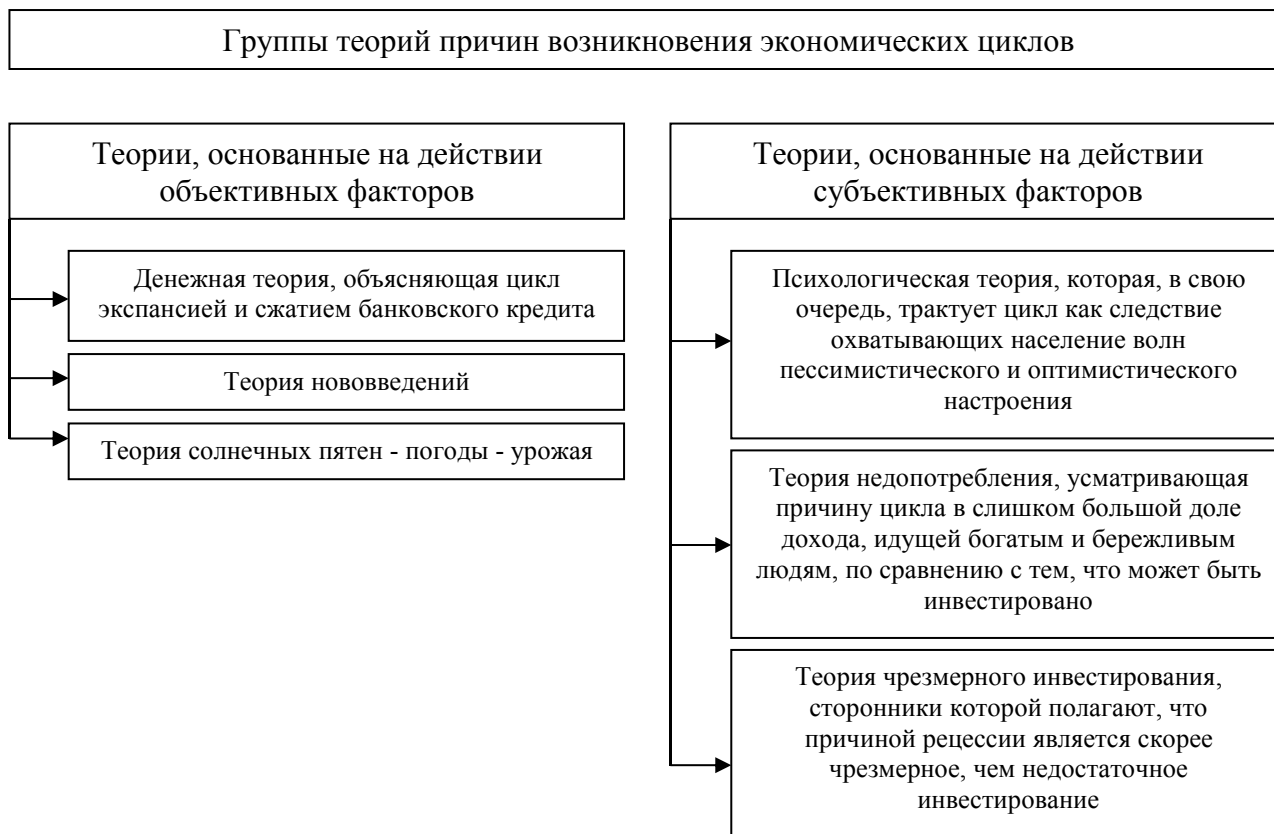 Группы теорий причин возникновения экономических циклов
Теории, основанные на действии
объективных факторов
Денежная теория, объясняющая цикл
экспансией и сжатием банковского кредита
Теория нововведений
Теория солнечных пятен - погоды - урожая
Теории, основанные на действии
субъективных факторов
Психологическая теория, которая, в свою
очередь, трактует цикл как следствие
охватывающих население волн
пессимистического и оптимистического
настроения
Теория недопотребления, усматривающая
причину цикла в слишком большой доле
дохода, идущей богатым и бережливым
людям, по сравнению с тем, что может быть
инвестировано
Теория чрезмерного инвестирования,
сторонники которой полагают, что
причиной рецессии является скорее
чрезмерное, чем недостаточное
инвестирование